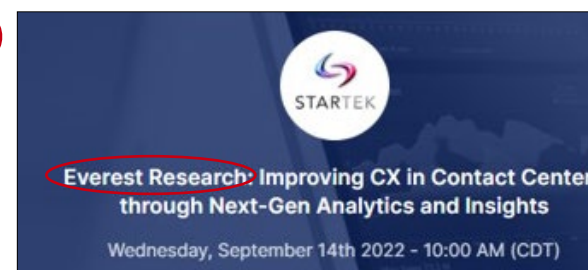 STARTEK
Everest Research: Improving CX in Contact Center
through Next-Gen Analytics and Insights
Wednesday, September 14th 2022 - 10:00 AM (CDT)